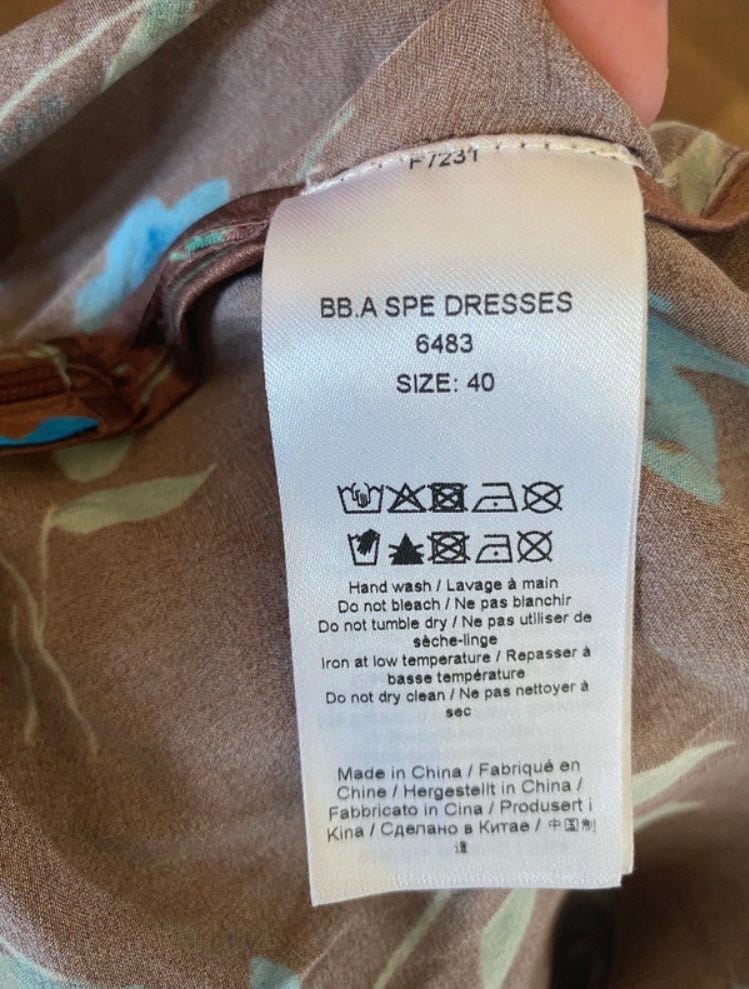 F7231
BB.A SPE DRESSES
6483
SIZE: 40
Hand wash / Lavage à main
Do not bleach / Ne pas blanchir
Do not tumble dry / Ne pas utiliser de
sèche-linge
Iron at low temperature / Repasser à
basse température
Do not dry clean / Ne pas nettoyer à
sec
Made in China / Fabriqué en
Chine / Hergestellt in China /
Fabbricato in Cina / Produsert i
Kina / Сделано в Китае / 中国制
造